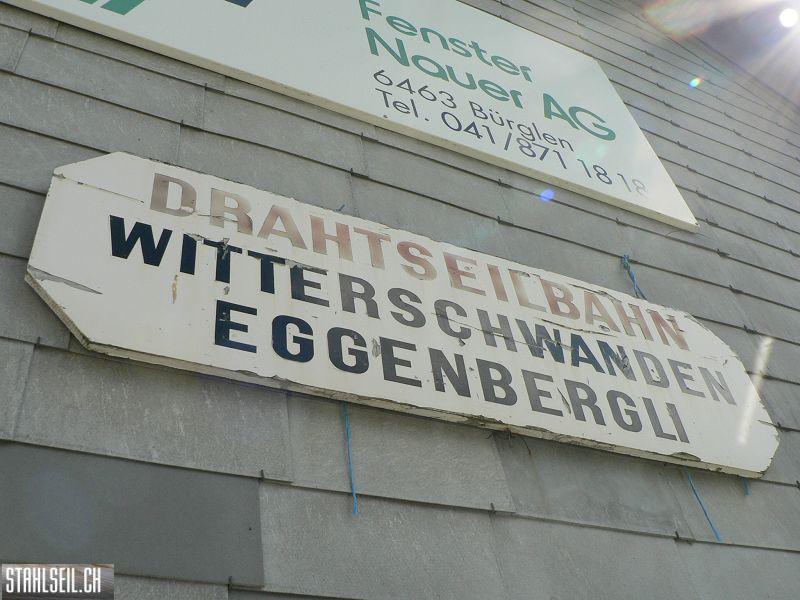 Fenster
Nauer AG
6463 Bürglen
Tel. 041/871 18 18
DRAHTSEILBAHN
WITTERSCHWANDEN
EGGENBERGLI
STAHLSEIL.CH